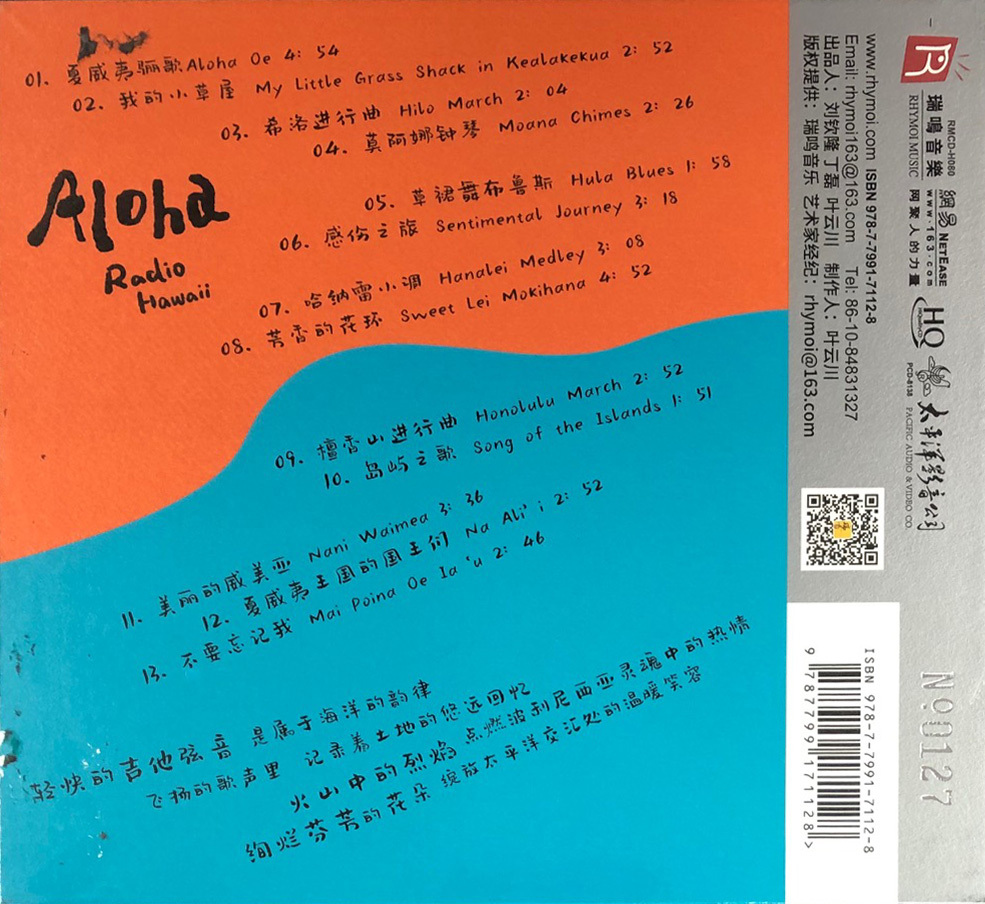 01. 夏威夷骊歌Aloha Oe 4: 54
02. 我的小草屋 My Little Grass Shack in Kealakekua 2: 52
03. 希洛进行曲 Hilo March 2: 04
04. 莫阿娜钟琴 Moana Chimes 2: 26
Aloha
Radio
Hawaii
05. 草裙舞布鲁斯 Hula Blues 1: 58
06. 感伤之旅 Sentimental Journey 3: 18
07. 哈纳雷小调 Hanalei Medley 3: 08
08. 芳香的花环 Sweet Lei Mokihana 4: 52
09. 檀香山进行曲 Honolulu March 2: 52
10. 岛屿之歌 Song of the Islands 1: 51
11. 美丽的威美亚 Nani Waimea 3: 36
12. 夏威夷王国的国王们 Na Ali' i 2: 52
13. 不要忘记我 Mai Poina Oe Ia 'u 2: 46
轻快的吉他弦音 是属于海洋的韵律
飞扬的歌声里 记录着土地的悠远回忆
火山中的烈焰 点燃波利尼西亚灵魂中的热情
绚烂芬芳的花朵 绽放太平洋交汇处的温暖笑容
R
瑞鳴音樂
RHYMOI MUSIC
RMCD-H080
網易 NETEASE
www.163.com
网聚人的力量
HQ
HQualityCD
PCD-8138
太平洋影音公司
PACIFIC AUDIO & VIDEO CO.
www.rhymoi.com ISBN 978-7-7991-7112-8
Email: rhymoi163@163.com Tel: 86-10-84831327
出品人：刘钦隆 丁磊 叶云川 制作人：叶云川
版权提供：瑞鸣音乐 艺术家经纪：rhymoi@163.com
ISBN 978-7-7991-7112-8
9 787799 171128 >
№0127